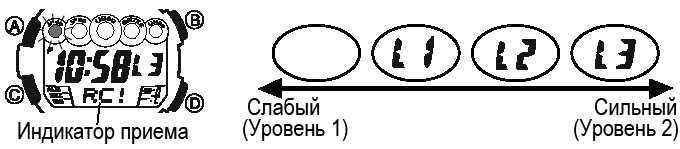 A
B
10:58 L3
C
RC!
D
Индикатор приема
L1 L2 L3
Слабый
(Уровень 1)
Сильный
(Уровень 2)